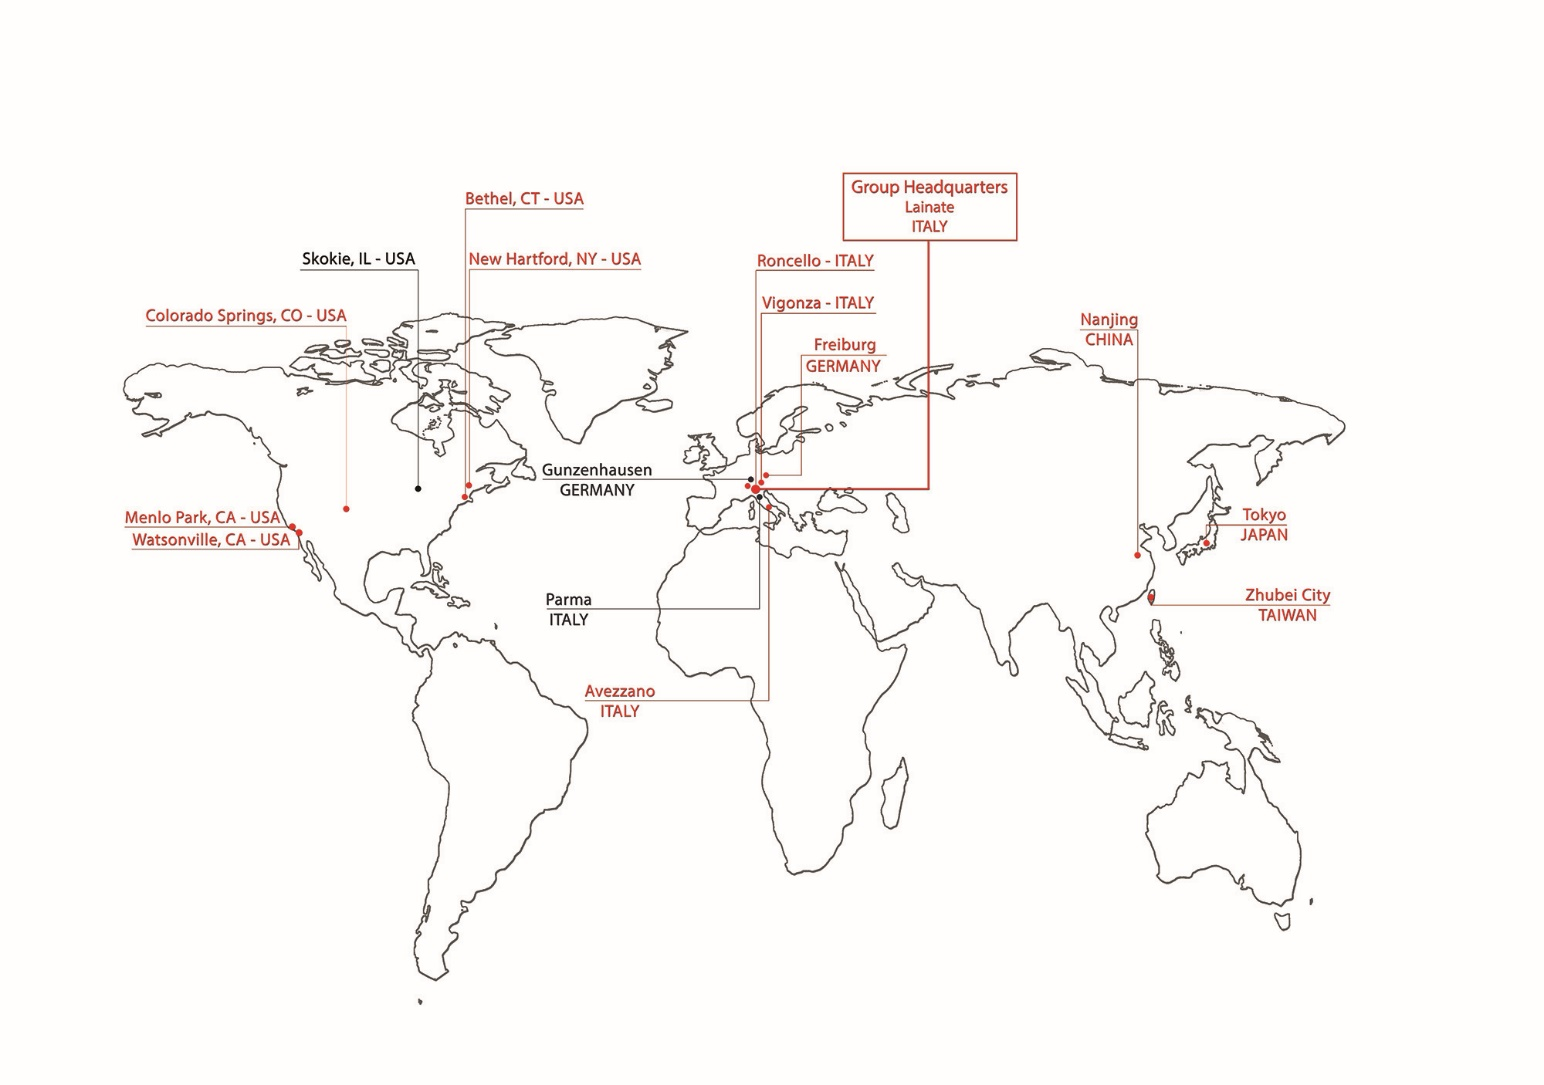 Group Headquarters
Lainate
ITALY
Bethel, CT - USA
Skokie, IL - USA
New Hartford, NY - USA
Roncello - ITALY
Vigonza - ITALY
Colorado Springs, CO - USA
Nanjing
CHINA
Freiburg
GERMANY
Gunzenhausen
GERMANY
Menlo Park, CA - USA
Watsonville, CA - USA
Tokyo
JAPAN
Parma
ITALY
Zhubei City
TAIWAN
Avezzano
ITALY